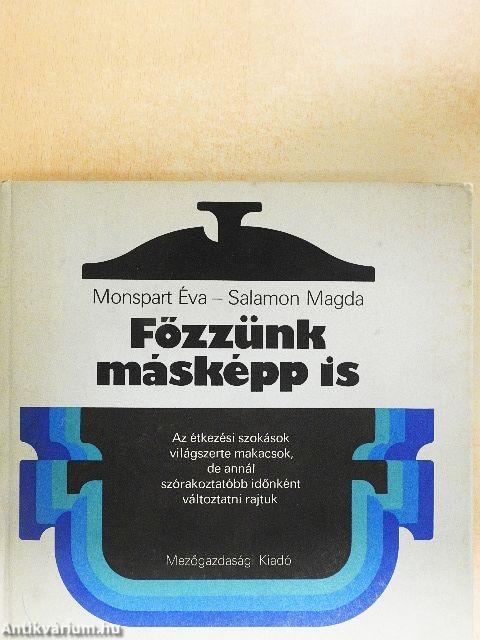 Monspart Éva – Salamon Magda
Főzzünk
másképp is
Az étkezési szokások
világszerte makacsok,
de annál
szórakoztatóbb időnként
változtatni rajtuk
Mezőgazdasági Kiadó
Antikvárium.hu